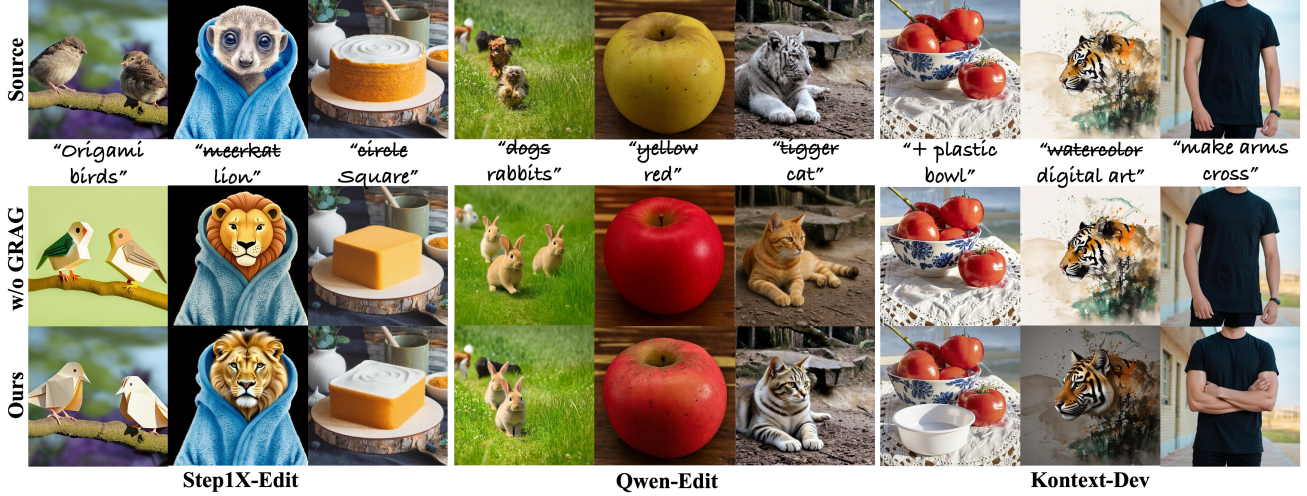 Source
"Origami
birds"
"meerkat
lion"
"circle
Square"
"dogs
rabbits"
"yellow
red"
"tigger
cat"
"+ plastic
bowl"
"watercolor
digital art"
"make arms
cross"
w/o GRAG
Ours
Step1X-Edit
Qwen-Edit
Kontext-Dev